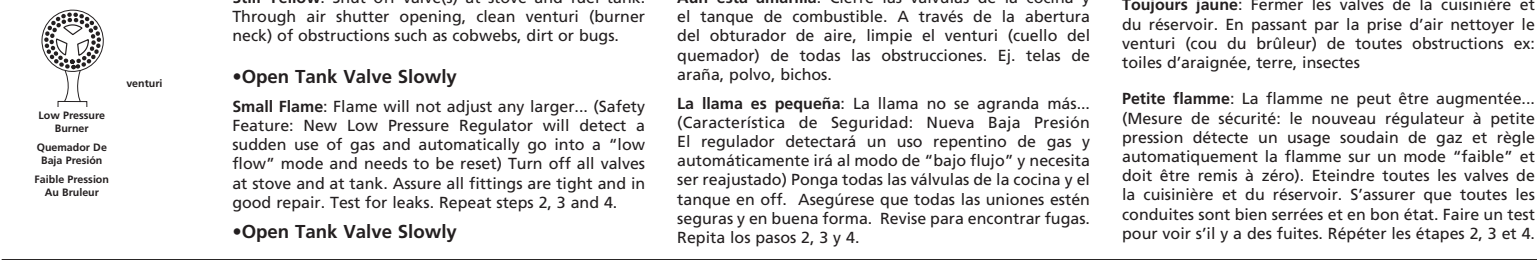 venturi
Low Pressure
Burner
Quemador De
Baja Presión
Faible Pression
Au Bruleur
Still Yellow: Shut off valve(s) at stove and fuel tank.
Through air shutter opening, clean venturi (burner
neck) of obstructions such as cobwebs, dirt or bugs.
•Open Tank Valve Slowly
Small Flame: Flame will not adjust any larger... (Safety
Feature: New Low Pressure Regulator will detect a
sudden use of gas and automatically go into a “low
flow” mode and needs to be reset) Turn off all valves
at stove and at tank. Assure all fittings are tight and in
good repair. Test for leaks. Repeat steps 2, 3 and 4.
•Open Tank Valve Slowly
Aún está amarilla: Cierre las válvulas de la cocina y
el tanque de combustible. A través de la abertura
del obturador de aire, limpie el venturi (cuello del
quemador) de todas las obstrucciones. Ej. telas de
araña, polvo, bichos.
La llama es pequeña: La llama no se agranda más...
(Característica de Seguridad: Nueva Baja Presión
El regulador detectará un uso repentino de gas y
automáticamente irá al modo de “bajo flujo” y necesita
ser reajustado) Ponga todas las válvulas de la cocina y el
tanque en off. Asegúrese que todas las uniones estén
seguras y en buena forma. Revise para encontrar fugas.
Repita los pasos 2, 3 y 4.
Toujours jaune: Fermer les valves de la cuisinière et
du réservoir. En passant par la prise d’air nettoyer le
venturi (cou du brûleur) de toutes obstructions ex:
toiles d’araignée, terre, insectes
Petite flamme: La flamme ne peut être augmentée...
(Mesure de sécurité: le nouveau régulateur à petite
pression détecte un usage soudain de gaz et règle
automatiquement la flamme sur un mode “faible” et
doit être remis à zéro). Eteindre toutes les valves de
la cuisinière et du réservoir. S’assurer que toutes les
conduites sont bien serrées et en bon état. Faire un test
pour voir s’il y a des fuites. Répéter les étapes 2, 3 et 4.